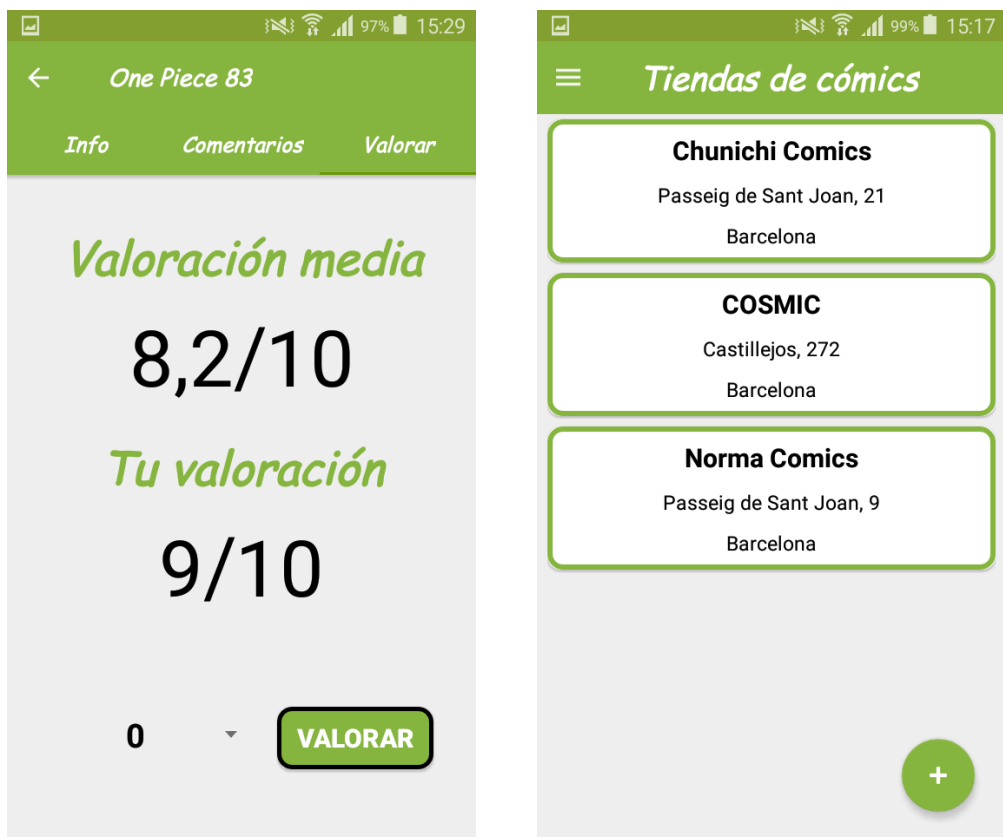 97% 15:29
One Piece 83
Info Comentarios Valorar
Valoración media
8,2/10
Tu valoración
9/10
0 VALORAR
99% 15:17
Tiendas de cómics
Chunichi Comics
Passeig de Sant Joan, 21
Barcelona
COSMIC
Castillejos, 272
Barcelona
Norma Comics
Passeig de Sant Joan, 9
Barcelona
+